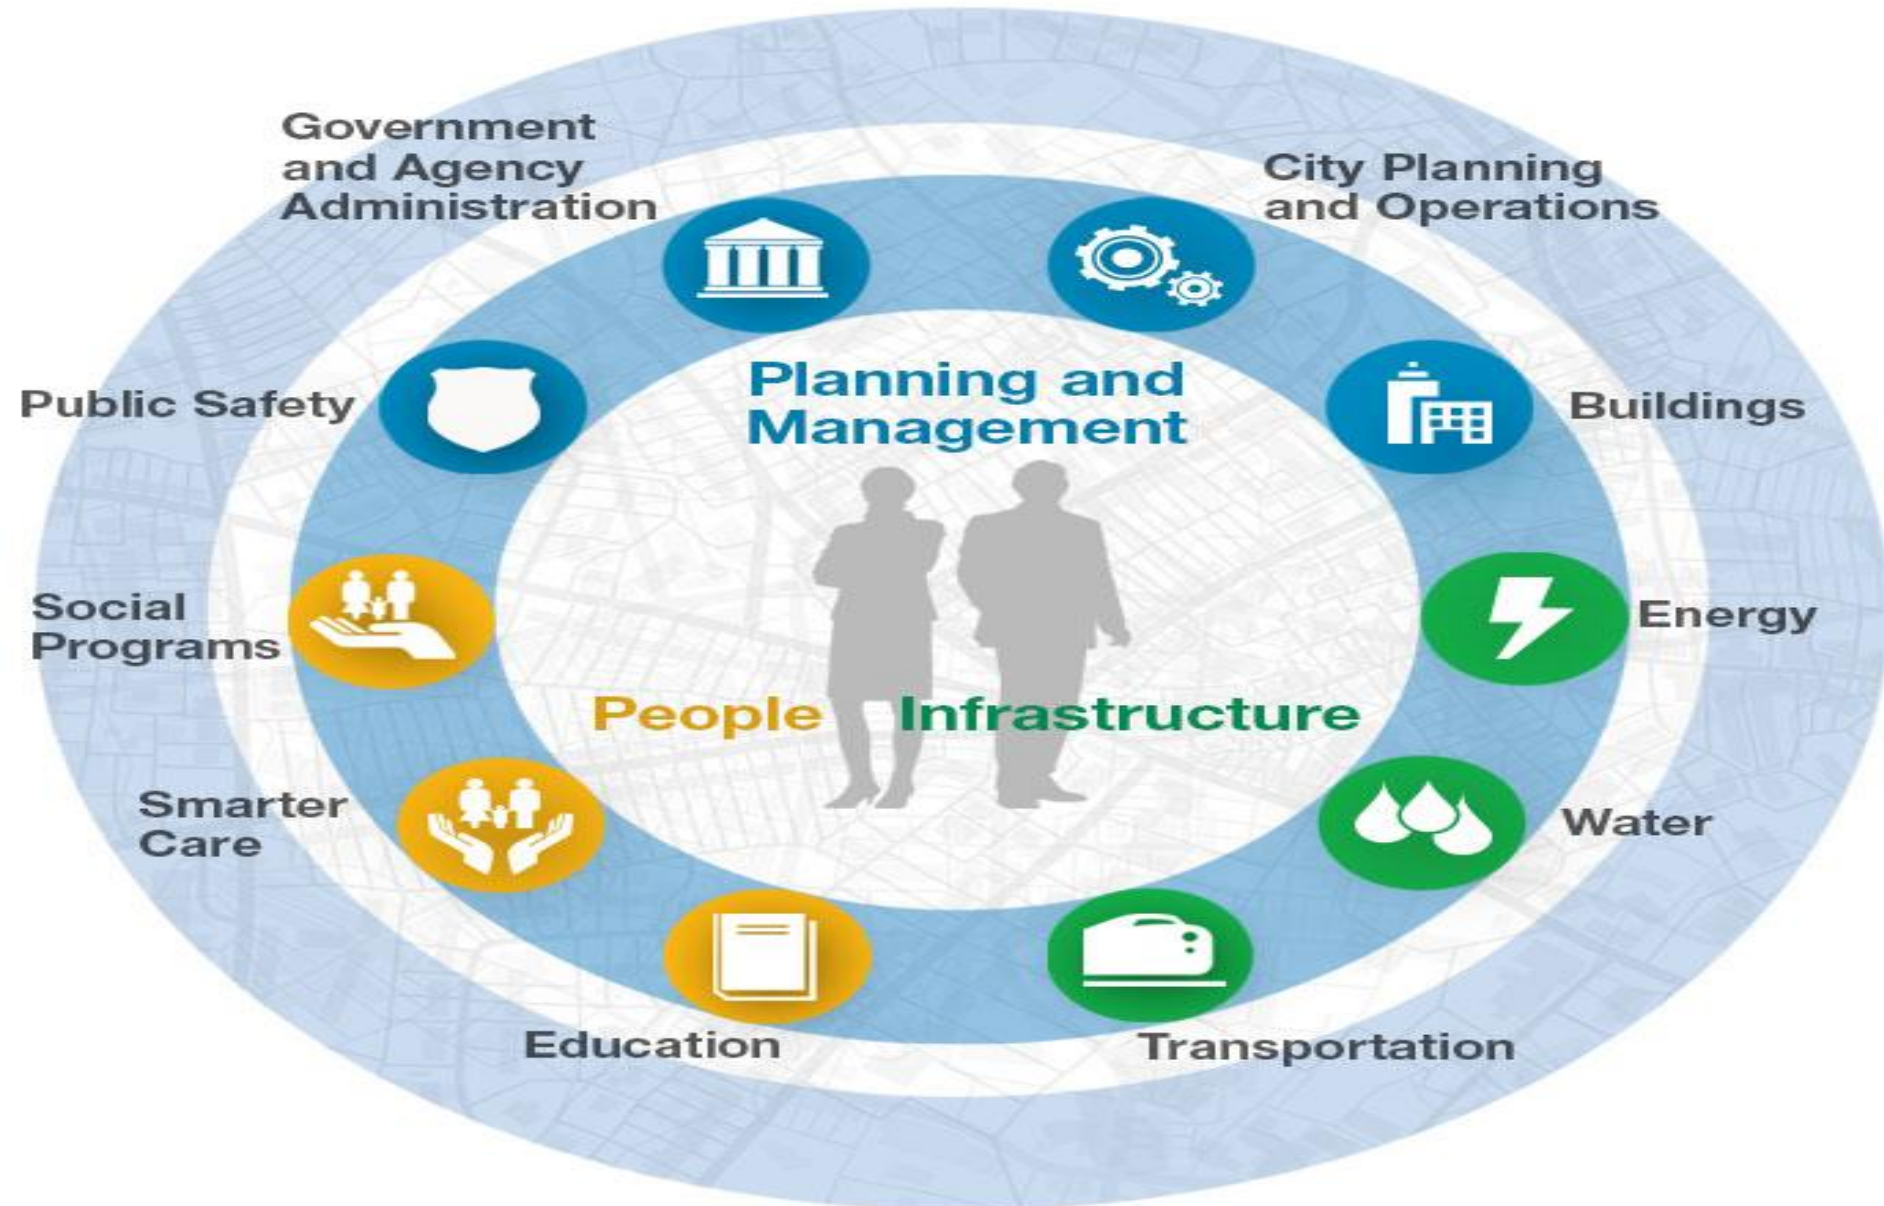 Government
and Agency
Administration
City Planning
and Operations
Public Safety
Planning and
Management
Buildings
Social
Programs
Energy
People
Infrastructure
Smarter
Care
Water
Education
Transportation